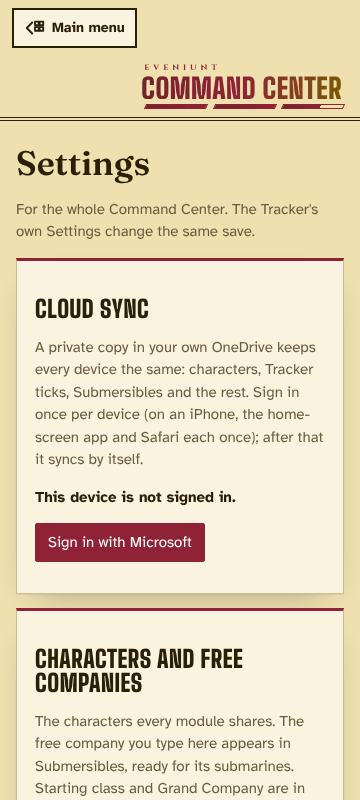 Main menu
EVENIUNT
COMMAND CENTER
Settings
For the whole Command Center. The Tracker's
own Settings change the same save.
CLOUD SYNC
A private copy in your own OneDrive keeps
every device the same: characters, Tracker
ticks, Submersibles and the rest. Sign in
once per device (on an iPhone, the home-
screen app and Safari each once); after that
it syncs by itself.
This device is not signed in.
Sign in with Microsoft
CHARACTERS AND FREE
COMPANIES
The characters every module shares. The
free company you type here appears in
Submersibles, ready for its submarines.
Starting class and Grand Company are in